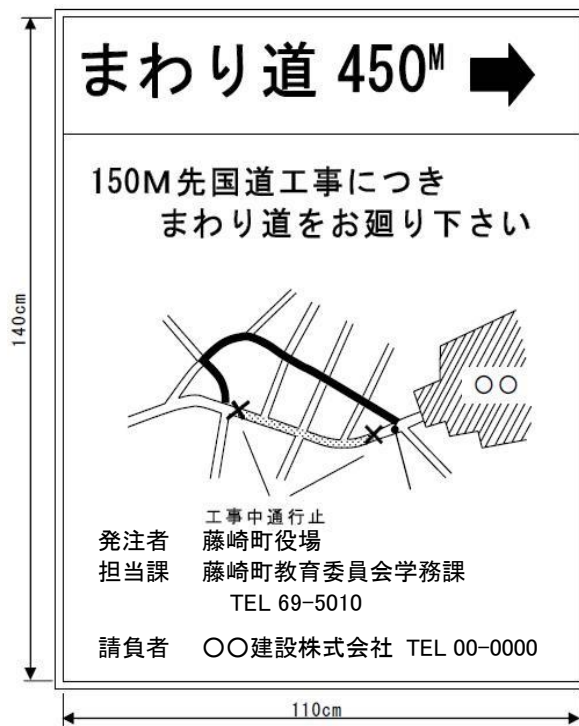 まわり道 450M
150M先国道工事につき
まわり道をお廻り下さい
140cm
○○
工事中通行止
発注者 藤崎町役場
担当課 藤崎町教育委員会学務課
TEL 69-5010
請負者 ○○建設株式会社 TEL 00-0000
110cm